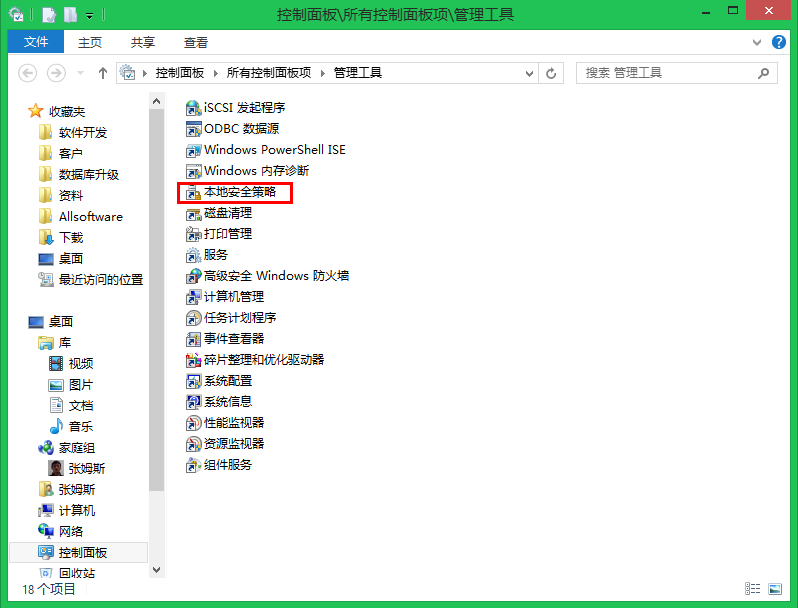 控制面板\所有控制面板项\管理工具
文件 主页 共享 查看
控制面板 所有控制面板项 管理工具 搜索 管理工具
收藏夹
软件开发
客户
数据库升级
资料
Allsoftware
下载
桌面
最近访问的位置
桌面
库
视频
图片
文档
音乐
家庭组
张姆斯
张姆斯
计算机
网络
控制面板
回收站
iSCSI 发起程序
ODBC 数据源
Windows PowerShell ISE
Windows 内存诊断
本地安全策略
磁盘清理
打印管理
服务
高级安全 Windows 防火墙
计算机管理
任务计划程序
事件查看器
碎片整理和优化驱动器
系统配置
系统信息
性能监视器
资源监视器
组件服务
18 个项目